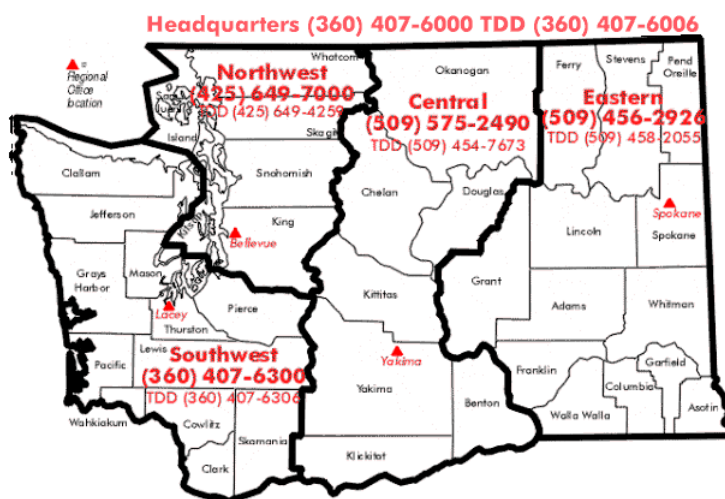 Headquarters (360) 407-6000 TDD (360) 407-6006
▲ =
Regional
Office
location
Whatcom
Northwest
(425) 649-7000
TDD (425) 649-4259
San
Juan
Skagit
Island
Snohomish
King
Kitsap
Bellevue
Okanogan
Central
(509) 575-2490
TDD (509) 454-7673
Chelan
Douglas
Kittitas
Yakima
Yakima
Benton
Klickitat
Ferry
Stevens
Pend
Oreille
Eastern
(509) 456-2926
TDD (509) 458-2055
Spokane
Spokane
Lincoln
Grant
Adams
Whitman
Franklin
Garfield
Columbia
Walla Walla
Asotin
Clallam
Jefferson
Grays
Harbor
Mason
Lacey
Pierce
Thurston
Pacific
Lewis
Southwest
(360) 407-6300
TDD (360) 407-6306
Wahkiakum
Cowlitz
Skamania
Clark